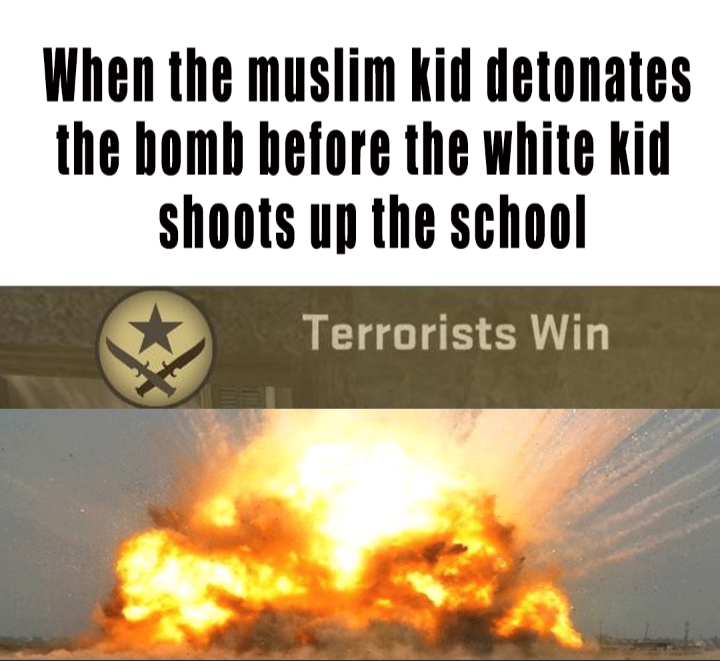 When the muslim kid detonates
the bomb before the white kid
shoots up the school
Terrorists Win